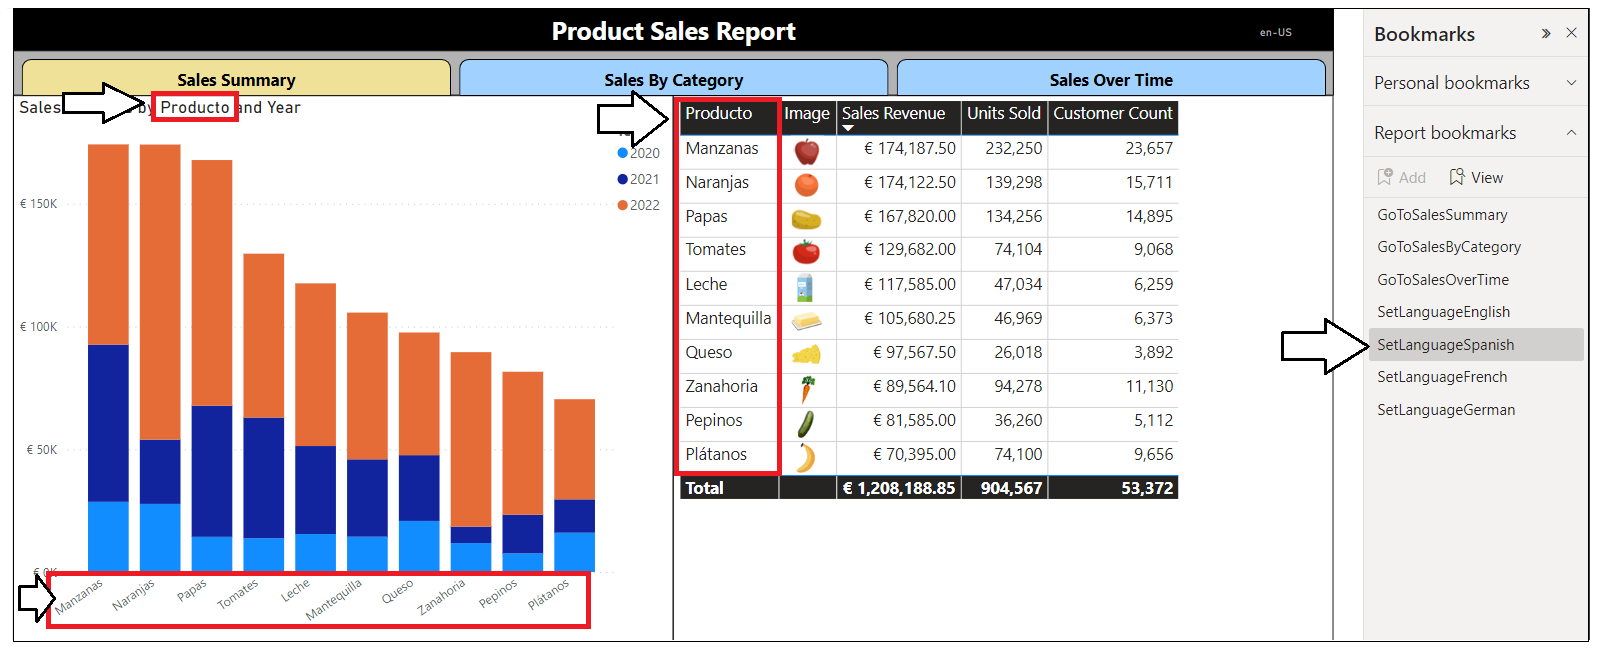 Product Sales Report
en-US
Sales Summary
Sales By Category
Sales Over Time
Sales by Producto and Year
2020
2021
2022
€ 150K
€ 100K
€ 50K
€ 0K
Manzanas
Naranjas
Papas
Tomates
Leche
Mantequilla
Queso
Zanahoria
Pepinos
Plátanos
Producto Image Sales Revenue Units Sold Customer Count
Manzanas € 174,187.50 232,250 23,657
Naranjas € 174,122.50 139,298 15,711
Papas € 167,820.00 134,256 14,895
Tomates € 129,682.00 74,104 9,068
Leche € 117,585.00 47,034 6,259
Mantequilla € 105,680.25 46,969 6,373
Queso € 97,567.50 26,018 3,892
Zanahoria € 89,564.10 94,278 11,130
Pepinos € 81,585.00 36,260 5,112
Plátanos € 70,395.00 74,100 9,656
Total € 1,208,188.85 904,567 53,372
Bookmarks
Personal bookmarks
Report bookmarks
Add View
GoToSalesSummary
GoToSalesByCategory
GoToSalesOverTime
SetLanguageEnglish
SetLanguageSpanish
SetLanguageFrench
SetLanguageGerman